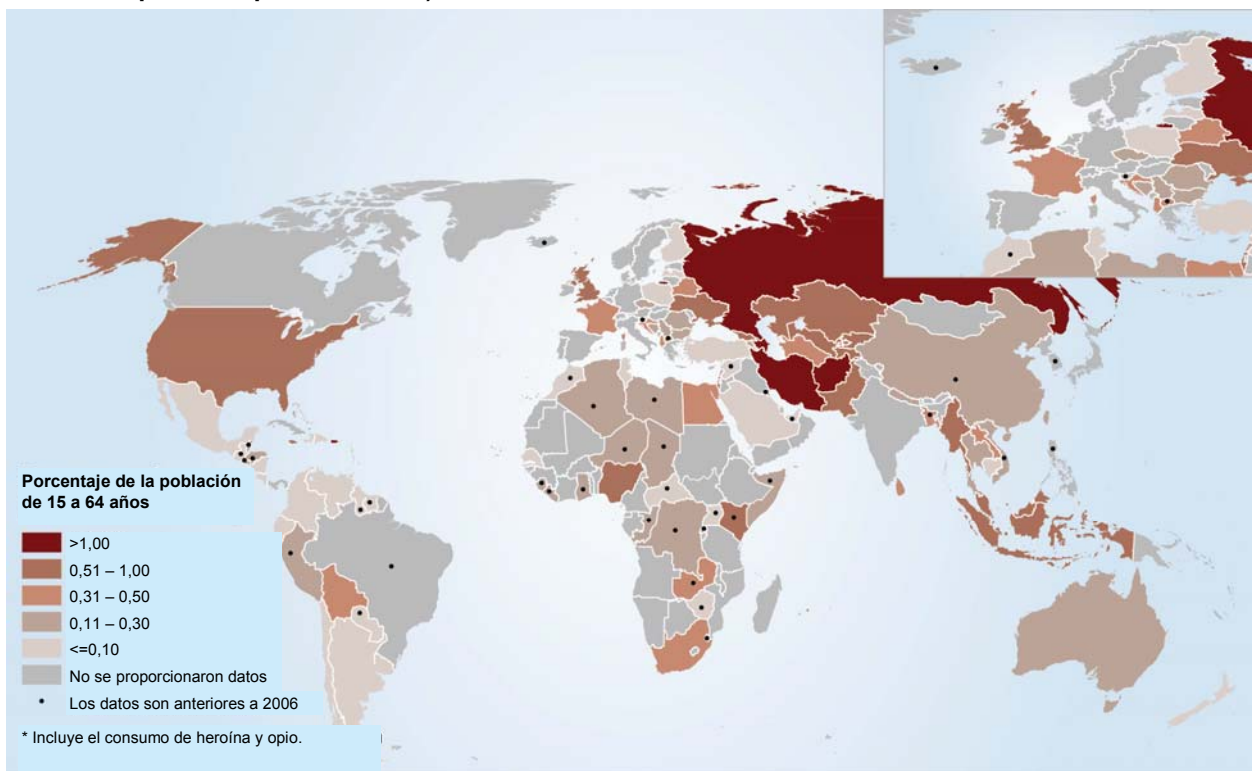 Porcentaje de la población
de 15 a 64 años
>1,00
0,51 – 1,00
0,31 – 0,50
0,11 – 0,30
<=0,10
No se proporcionaron datos
Los datos son anteriores a 2006
* Incluye el consumo de heroína y opio.